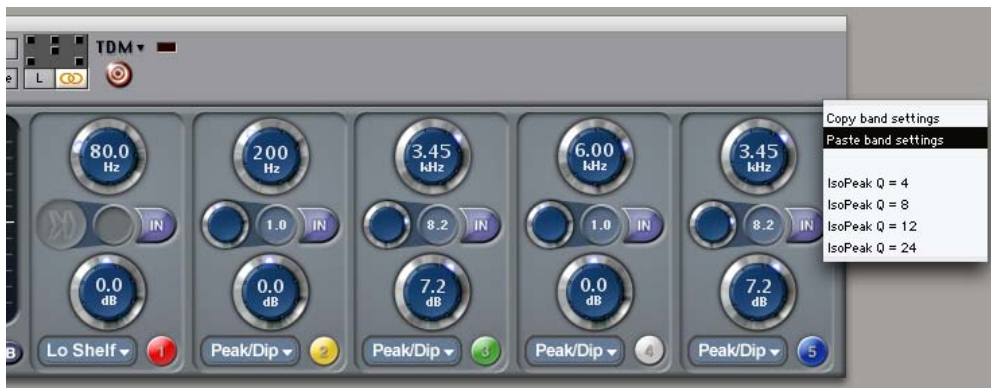 TDM
e L
Copy band settings
Paste band settings
IsoPeak Q = 4
IsoPeak Q = 8
IsoPeak Q = 12
IsoPeak Q = 24
80.0 Hz
200 Hz
3.45 kHz
6.00 kHz
3.45 kHz
IN 1.0 IN 8.2 IN 1.0 IN 8.2 IN
0.0 dB
0.0 dB
7.2 dB
0.0 dB
7.2 dB
B Lo Shelf 1 Peak/Dip 2 Peak/Dip 3 Peak/Dip 4 Peak/Dip 5